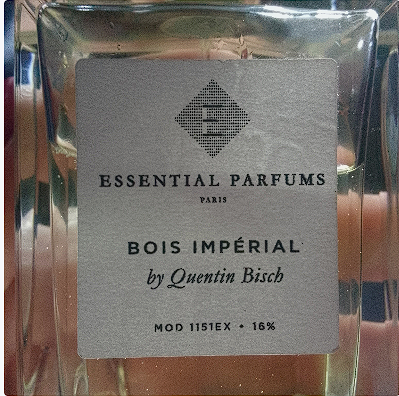 E
ESSENTIAL PARFUMS
PARIS
BOIS IMPÉRIAL
by Quentin Bisch
MOD 1151EX • 16%